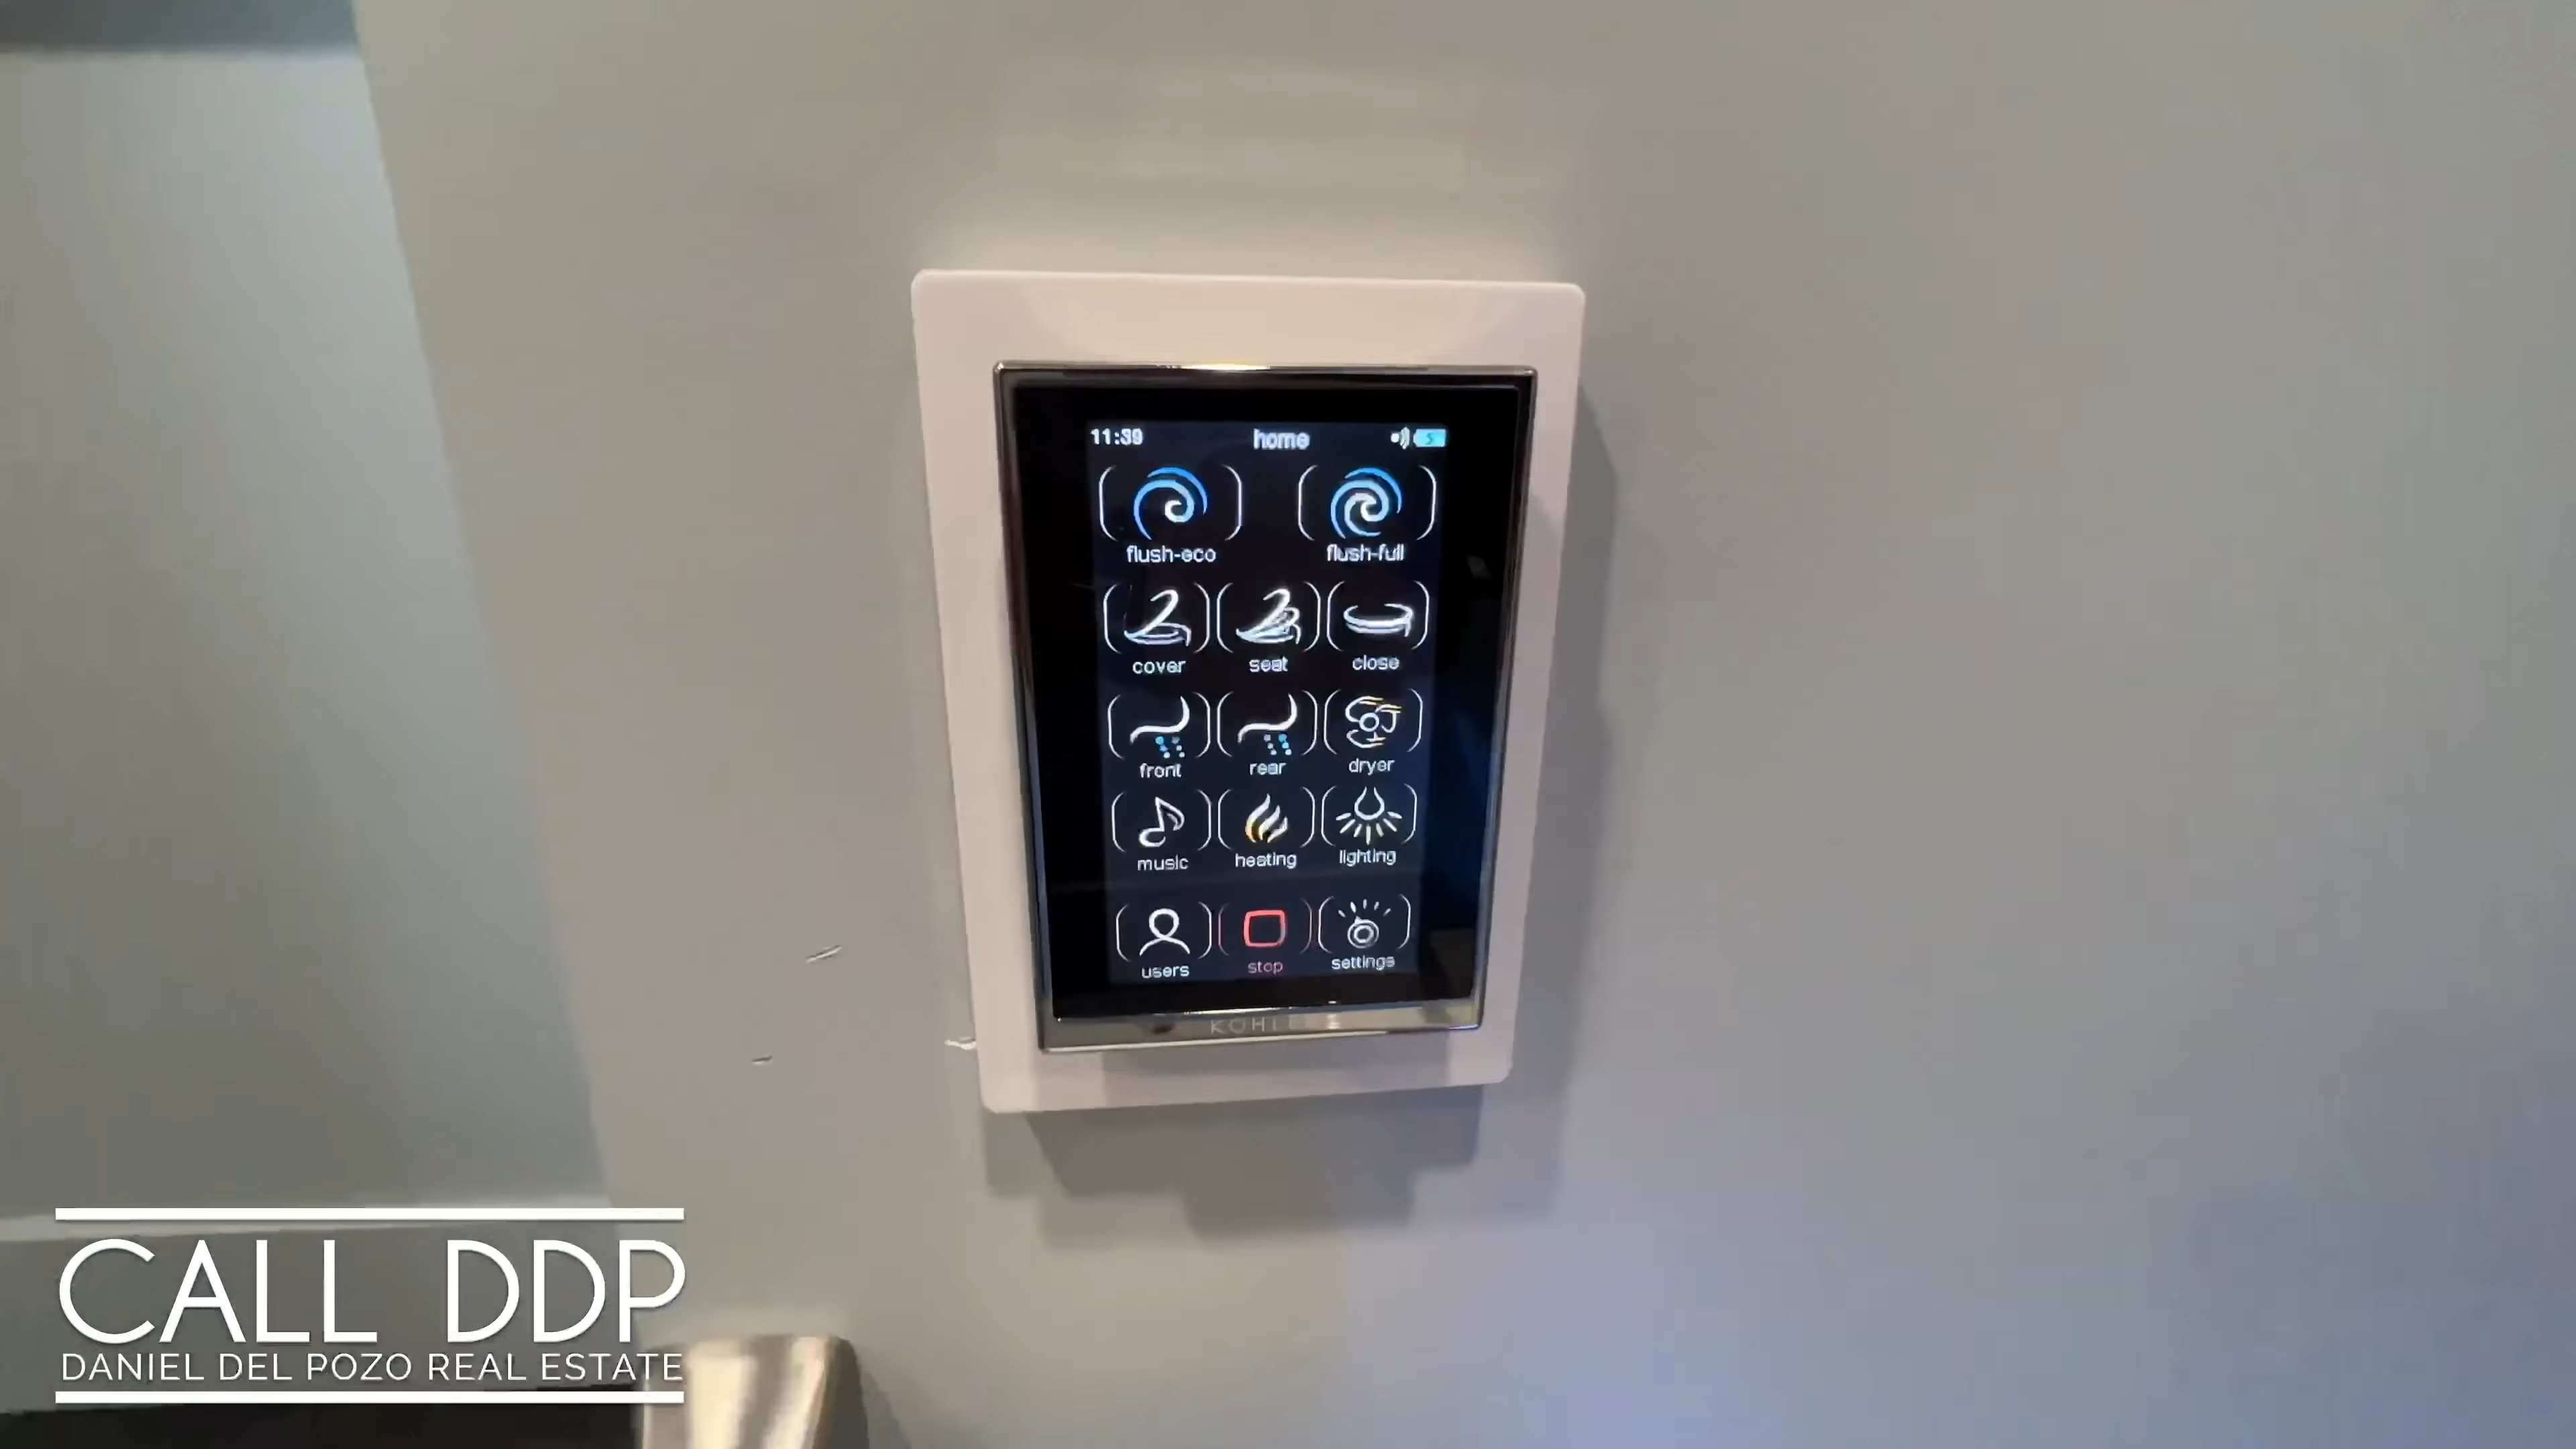 11:39 home
flush-eco flush-full
cover seat close
front rear dryer
music heating lighting
users stop settings
KOHLER
CALL DDP
DANIEL DEL POZO REAL ESTATE